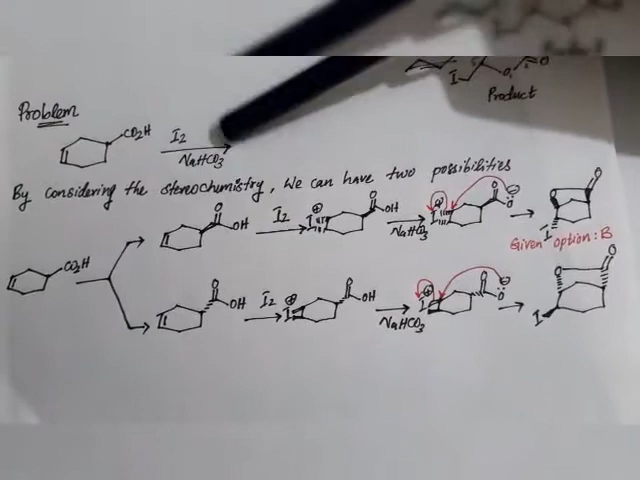 I O O
Product
Problem
CO2H I2
NaHCO3
By considering the stereochemistry, We can have two possibilities
O OH I2 I ⊕ O OH NaHCO3 I ⊕ O O ⊖ O O I
Given option: B
CO2H
O OH I2 I ⊕ O OH NaHCO3 I ⊕ O O ⊖ O O I